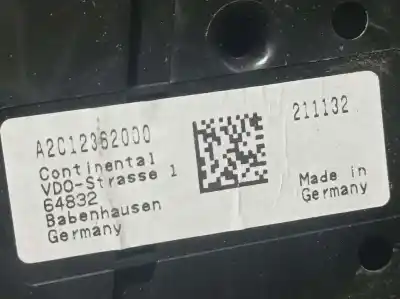 A2C12362000
Continental
VDO-Strasse 1
64832
Babenhausen
Germany
211132
Made in
Germany